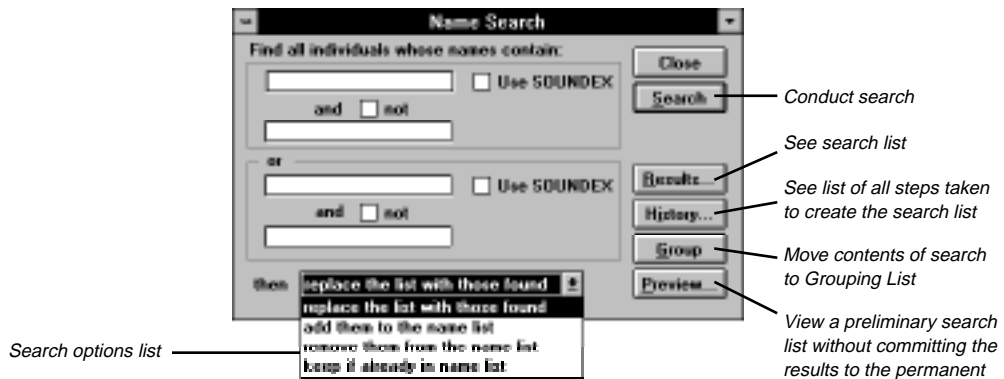 Name Search
Find all individuals whose names contain:
Close
Use SOUNDEX
Search
Conduct search
and not
See search list
or
Use SOUNDEX
Results...
See list of all steps taken
to create the search list
and not
History...
Group
Move contents of search
to Grouping List
then replace the list with those found
Preview...
replace the list with those found
add them to the name list
remove them from the name list
keep if already in name list
Search options list
View a preliminary search
list without committing the
results to the permanent